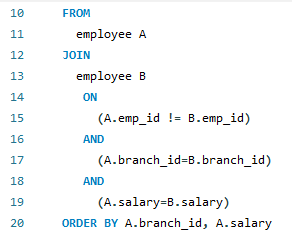 10 FROM
11 employee A
12 JOIN
13 employee B
14 ON
15 (A.emp_id != B.emp_id)
16 AND
17 (A.branch_id=B.branch_id)
18 AND
19 (A.salary=B.salary)
20 ORDER BY A.branch_id, A.salary